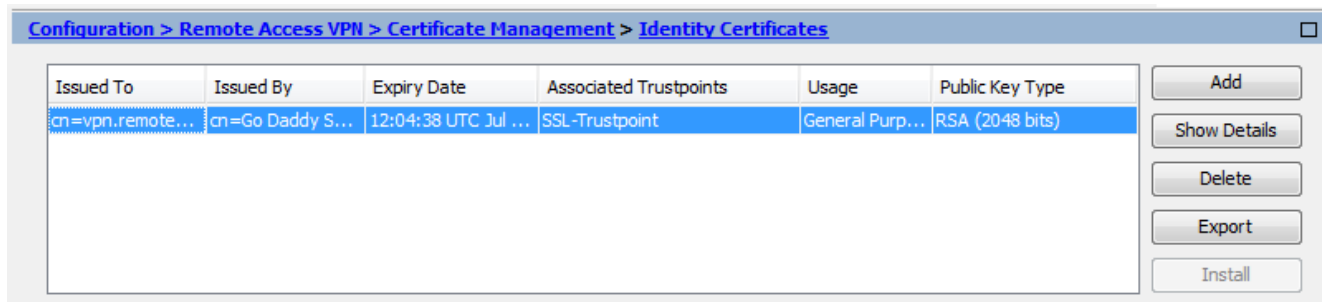 Configuration > Remote Access VPN > Certificate Management > Identity Certificates
Issued To Issued By Expiry Date Associated Trustpoints Usage Public Key Type
cn=vpn.remote... cn=Go Daddy S... 12:04:38 UTC Jul ... SSL-Trustpoint General Purp... RSA (2048 bits)
Add
Show Details
Delete
Export
Install